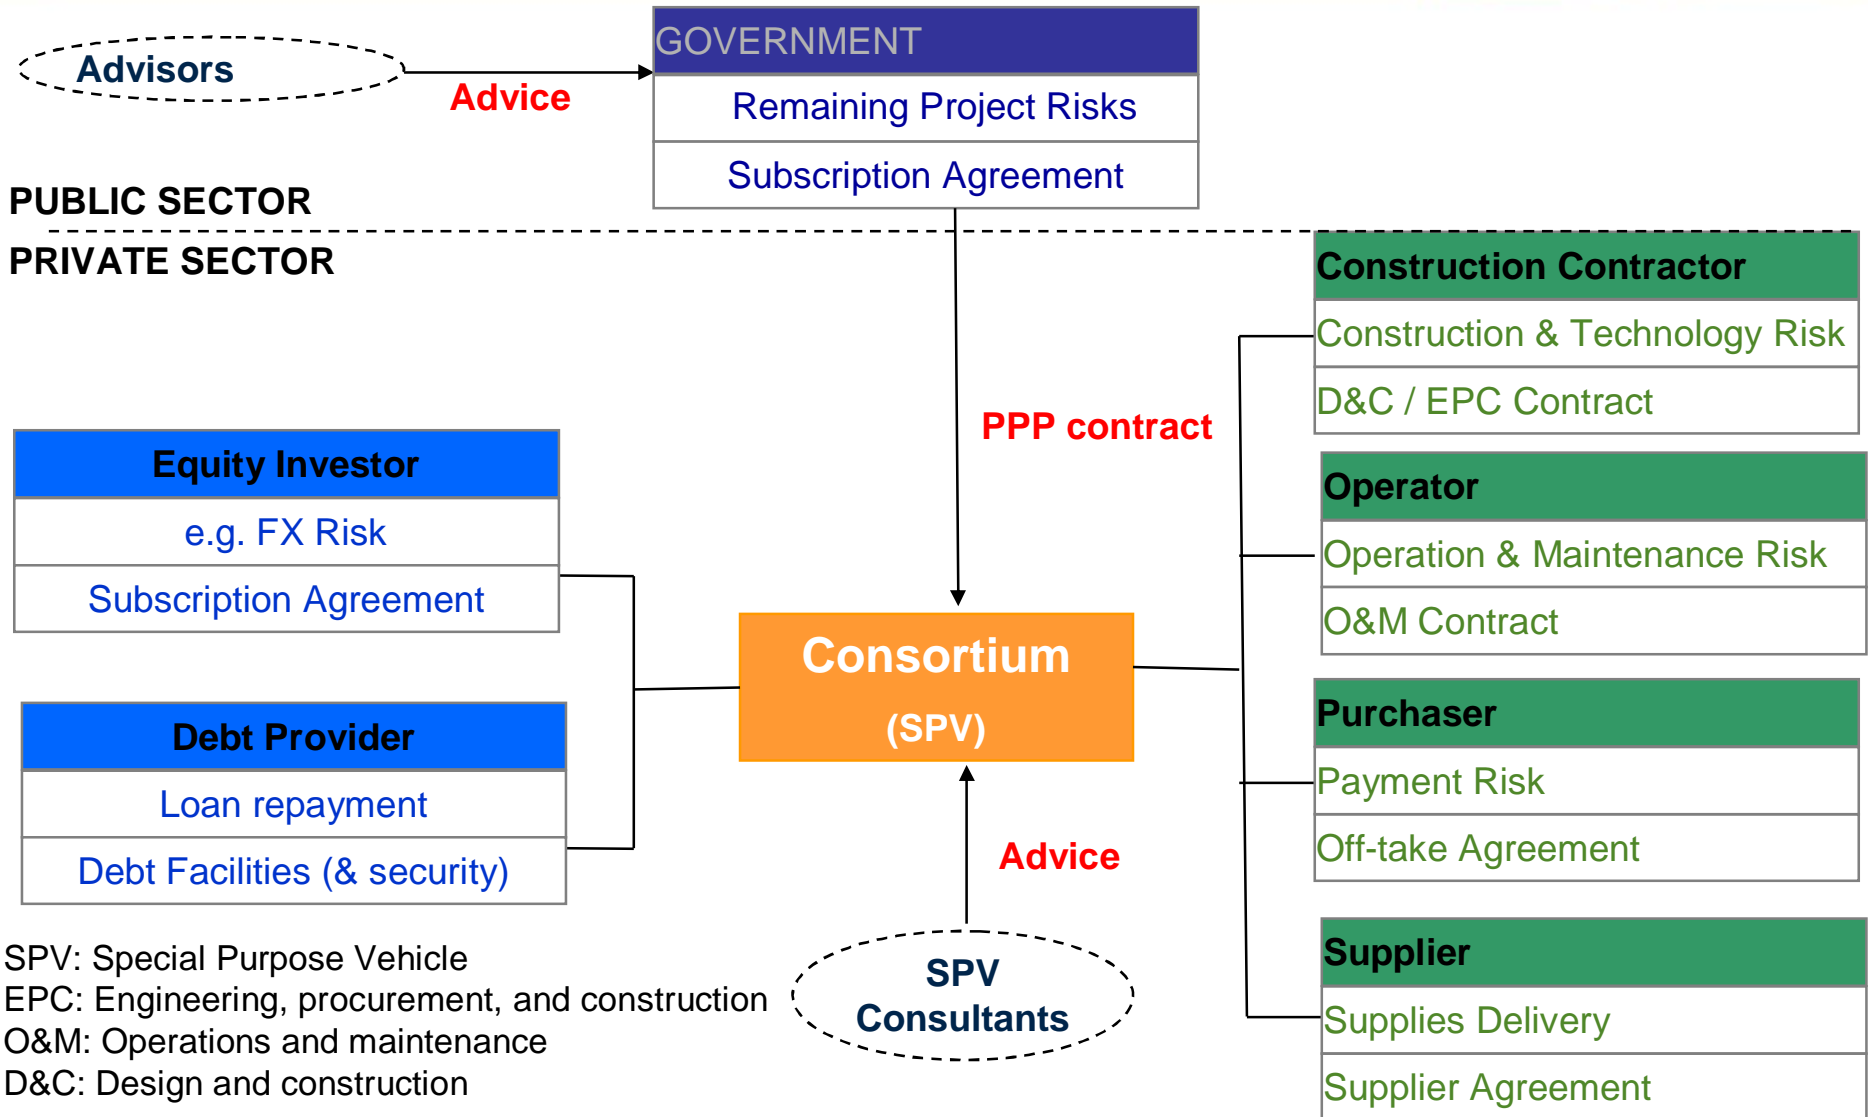 Advisors
Advice
GOVERNMENT
Remaining Project Risks
Subscription Agreement
PUBLIC SECTOR
PRIVATE SECTOR
PPP contract
Equity Investor
e.g. FX Risk
Subscription Agreement
Debt Provider
Loan repayment
Debt Facilities (& security)
Consortium
(SPV)
Advice
SPV
Consultants
Construction Contractor
Construction & Technology Risk
D&C / EPC Contract
Operator
Operation & Maintenance Risk
O&M Contract
Purchaser
Payment Risk
Off-take Agreement
Supplier
Supplies Delivery
Supplier Agreement
SPV: Special Purpose Vehicle
EPC: Engineering, procurement, and construction
O&M: Operations and maintenance
D&C: Design and construction